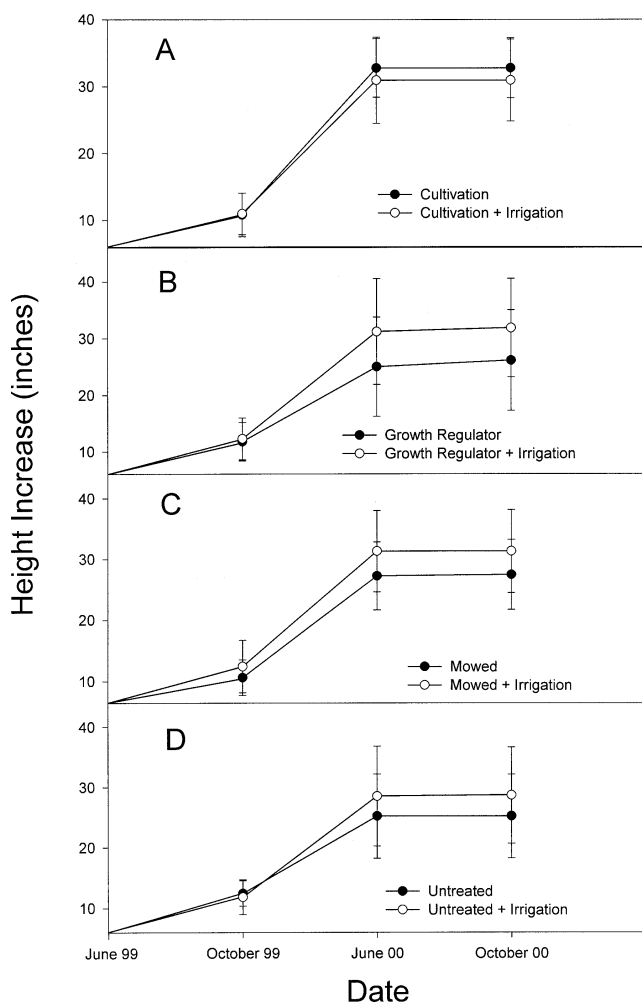 A
40
30
20
10
Cultivation
Cultivation + Irrigation
B
40
30
20
10
Growth Regulator
Growth Regulator + Irrigation
C
40
30
20
10
Mowed
Mowed + Irrigation
D
40
30
20
10
Untreated
Untreated + Irrigation
Height Increase (inches)
June 99 October 99 June 00 October 00
Date